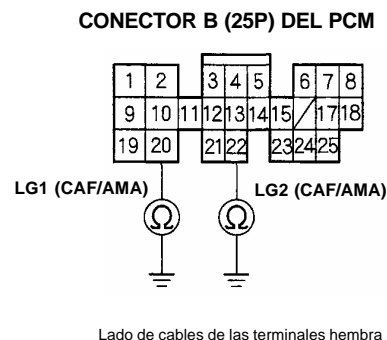 CONECTOR B (25P) DEL PCM
1 2 3 4 5 6 7 8
9 10 11 12 13 14 15 17 18
19 20 21 22 23 24 25
LG1 (CAF/AMA)
LG2 (CAF/AMA)
Ω Ω
Lado de cables de las terminales hembra